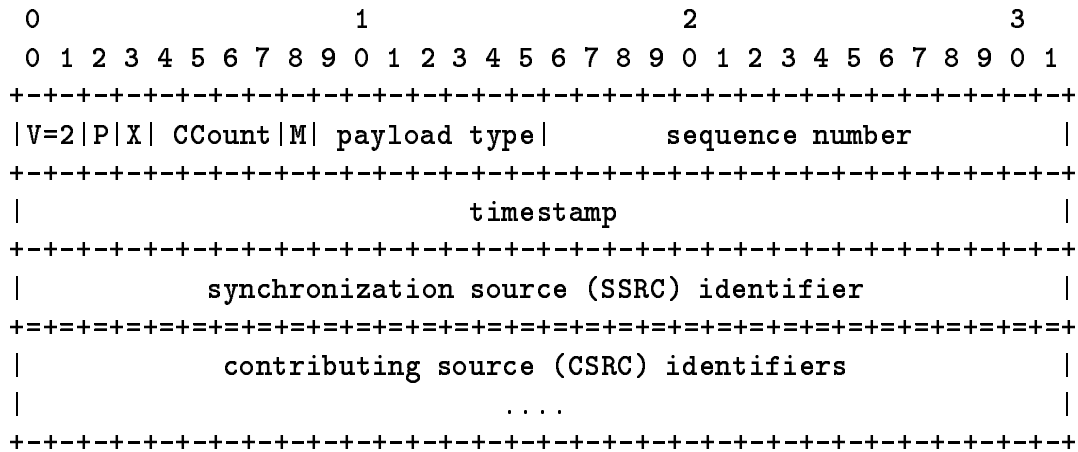 0                   1                   2                   3
0 1 2 3 4 5 6 7 8 9 0 1 2 3 4 5 6 7 8 9 0 1 2 3 4 5 6 7 8 9 0 1
+-+-+-+-+-+-+-+-+-+-+-+-+-+-+-+-+-+-+-+-+-+-+-+-+-+-+-+-+-+-+-+-+
|V=2|P|X| CCount|M| payload type|       sequence number         |
+-+-+-+-+-+-+-+-+-+-+-+-+-+-+-+-+-+-+-+-+-+-+-+-+-+-+-+-+-+-+-+-+
|                           timestamp                           |
+-+-+-+-+-+-+-+-+-+-+-+-+-+-+-+-+-+-+-+-+-+-+-+-+-+-+-+-+-+-+-+-+
|           synchronization source (SSRC) identifier            |
+=+=+=+=+=+=+=+=+=+=+=+=+=+=+=+=+=+=+=+=+=+=+=+=+=+=+=+=+=+=+=+=+
|            contributing source (CSRC) identifiers             |
|                             ....                              |
+-+-+-+-+-+-+-+-+-+-+-+-+-+-+-+-+-+-+-+-+-+-+-+-+-+-+-+-+-+-+-+-+